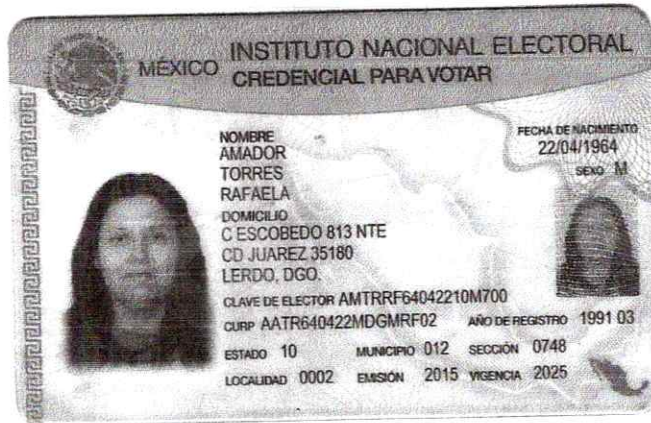 MÉXICO INSTITUTO NACIONAL ELECTORAL
CREDENCIAL PARA VOTAR
NOMBRE
AMADOR
TORRES
RAFAELA
FECHA DE NACIMIENTO
22/04/1964
SEXO M
DOMICILIO
C ESCOBEDO 813 NTE
CD JUAREZ 35180
LERDO, DGO.
CLAVE DE ELECTOR AMTRRF64042210M700
CURP AATR640422MDGMRF02 AÑO DE REGISTRO 1991 03
ESTADO 10 MUNICIPIO 012 SECCIÓN 0748
LOCALIDAD 0002 EMISIÓN 2015 VIGENCIA 2025